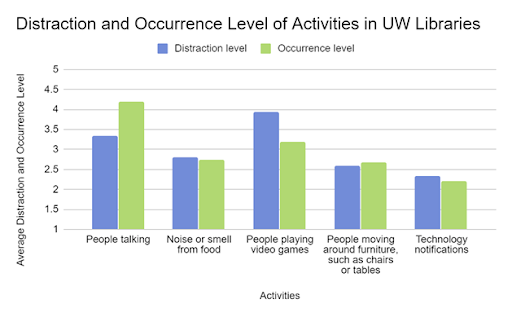 Distraction and Occurrence Level of Activities in UW Libraries
Distraction level
Occurrence level
Average Distraction and Occurrence Level
5
4.5
4
3.5
3
2.5
2
1.5
1
People talking
Noise or smell
from food
People playing
video games
People moving
around furniture,
such as chairs
or tables
Technology
notifications
Activities